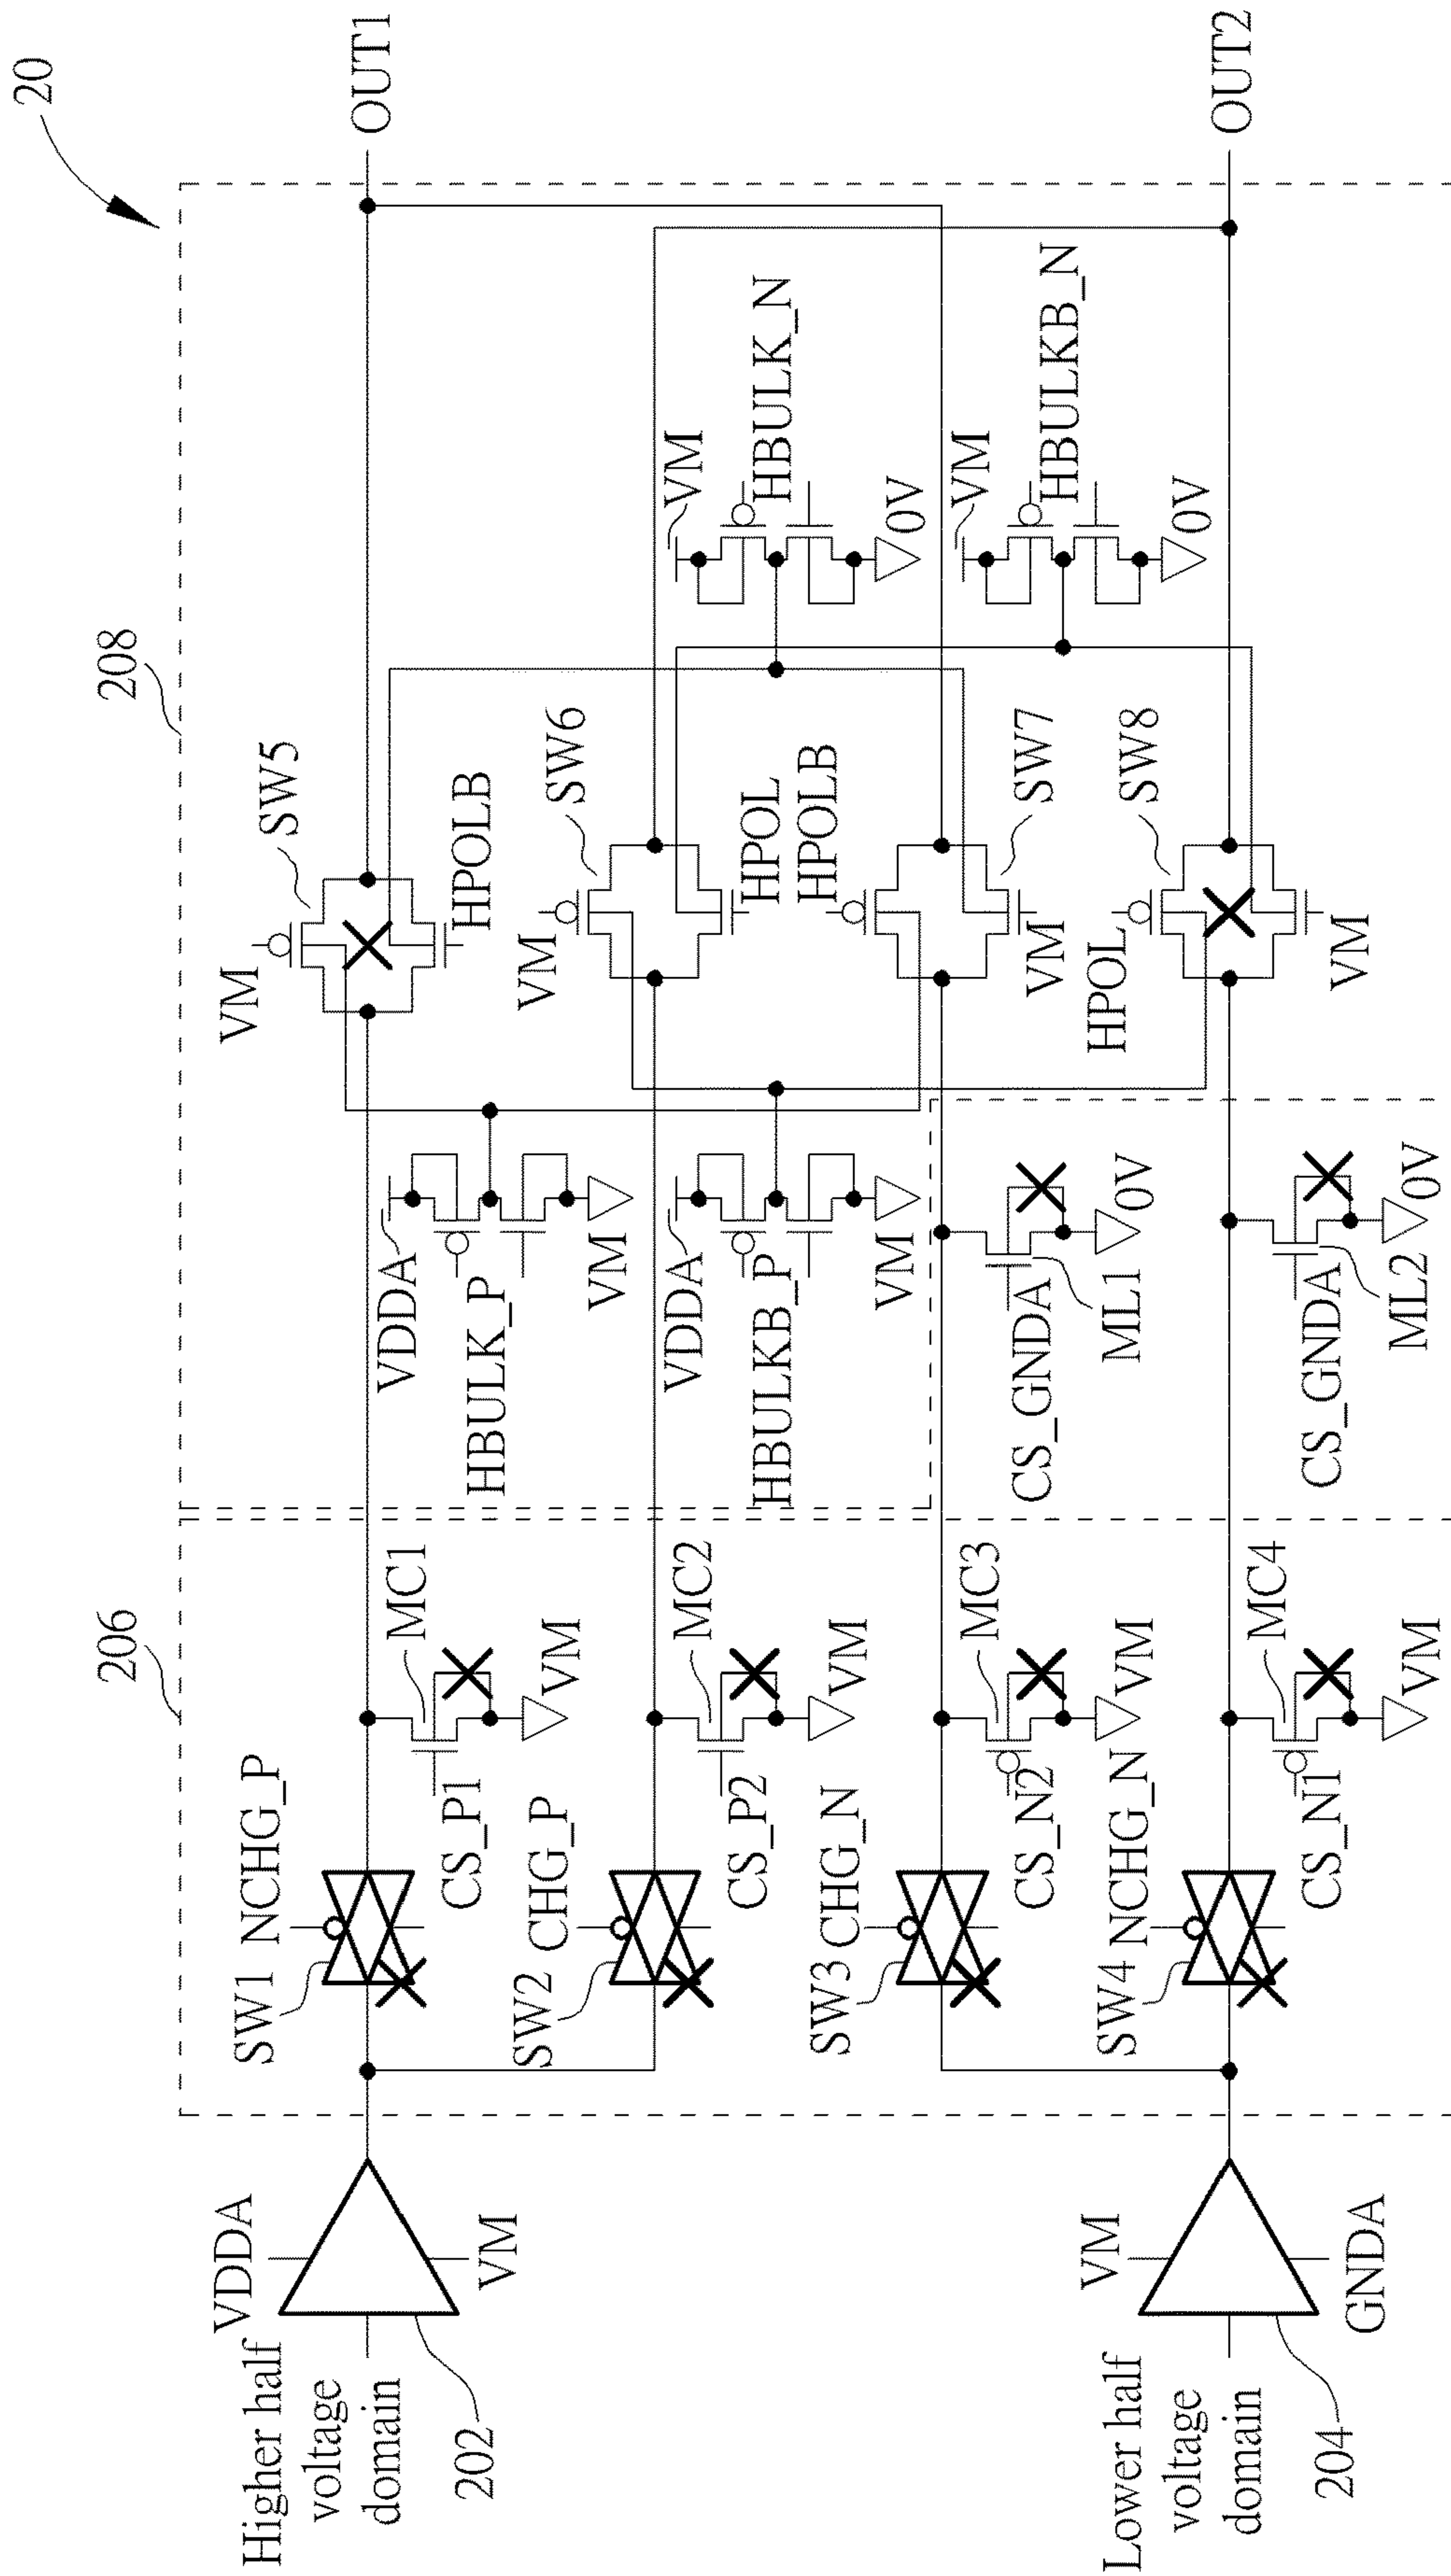 20
206
208
VDDA
Higher half
voltage
domain
VM
202
SW1
NCHG_P
MC1
CS_P1
VM
VDDA
HBULK_P
VM
VM
SW5
HPOLB
OUT1
SW2
CHG_P
MC2
CS_P2
VM
VDDA
HBULKB_P
VM
VM
SW6
HPOL
VM
HBULK_N
0V
SW3
CHG_N
MC3
CS_N2
VM
CS_GNDA
ML1
0V
HPOLB
SW7
VM
VM
HBULKB_N
0V
VM
Lower half
voltage
domain
GNDA
204
SW4
NCHG_N
MC4
CS_N1
VM
CS_GNDA
ML2
0V
HPOL
SW8
VM
OUT2